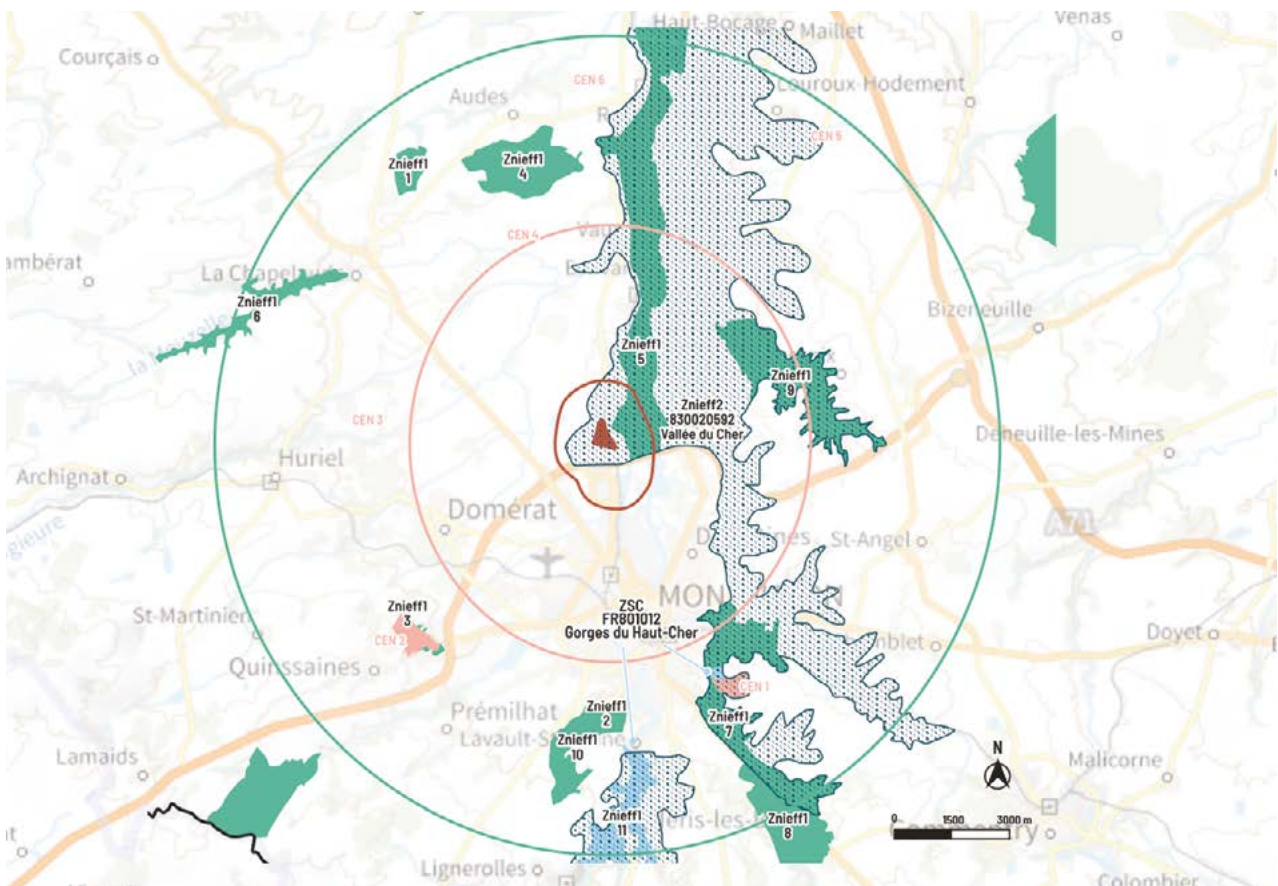 Haut-Bocage
Maillet
Venas
Courçais
CEN 6
Audes
Louroux-Hodement
CEN 5
Znieff1
1
Znieff1
4
CEN 4
La Chapelaude
Znieff1
6
Bizeneuille
Znieff1
5
Znieff1
9
Znieff2
830020592
Vallée du Cher
CEN 3
Huriel
Archignat
Deneuille-les-Mines
Domérat
A71
St-Angel
ZSC
FR801012
Gorges du Haut-Cher
St-Martinien
Znieff1
3
CEN 2
Quinssaines
Doyet
CEN 1
Znieff1
7
Prémilhat
Znieff1
2
Znieff1
10
Lamaids
N
Malicorne
0 1500 3000 m
Znieff1
11
Znieff1
8
Lignerolles
Colombier